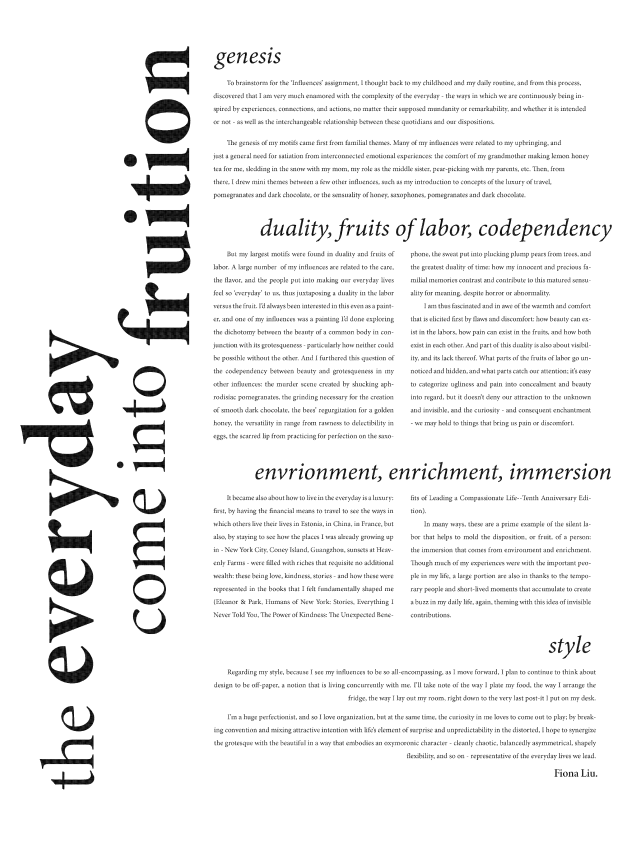 the everyday
come into fruition
genesis
To brainstorm for the 'Influences' assignment, I thought back to my childhood and my daily routine, and from this process,
discovered that I am very much enamored with the complexity of the everyday - the ways in which we are continuously being in-
spired by experiences, connections, and actions, no matter their supposed mundanity or remarkability, and whether it is intended
or not - as well as the interchangeable relationship between these quotidians and our dispositions.
The genesis of my motifs came first from familial themes. Many of my influences were related to my upbringing, and
just a general need for satiation from interconnected emotional experiences: the comfort of my grandmother making lemon honey
tea for me, sledding in the snow with my mom, my role as the middle sister, pear-picking with my parents, etc. Then, from
there, I drew mini themes between a few other influences, such as my introduction to concepts of the luxury of travel,
pomegranates and dark chocolate, or the sensuality of honey, saxophones, pomegranates and dark chocolate.
duality, fruits of labor, codependency
But my largest motifs were found in duality and fruits of
labor. A large number of my influences are related to the care,
the flavor, and the people put into making our everyday lives
feel so 'everyday' to us, thus juxtaposing a duality in the labor
versus the fruit. I'd always been interested in this even as a paint-
er, and one of my influences was a painting I'd done exploring
the dichotomy between the beauty of a common body in con-
junction with its grotesqueness - particularly how neither could
be possible without the other. And I furthered this question of
the codependency between beauty and grotesqueness in my
other influences: the murder scene created by shucking aph-
rodisiac pomegranates, the grinding necessary for the creation
of smooth dark chocolate, the bees' regurgitation for a golden
honey, the versatility in range from rawness to delectibility in
eggs, the scarred lip from practicing for perfection on the saxo-
phone, the sweat put into plucking plump pears from trees, and
the greatest duality of time: how my innocent and precious fa-
milial memories contrast and contribute to this matured sensu-
ality for meaning, despite horror or abnormality.
I am thus fascinated and in awe of the warmth and comfort
that is elicited first by flaws and discomfort: how beauty can ex-
ist in the labors, how pain can exist in the fruits, and how both
exist in each other. And part of this duality is also about visibil-
ity, and its lack thereof. What parts of the fruits of labor go un-
noticed and hidden, and what parts catch our attention; it's easy
to categorize ugliness and pain into concealment and beauty
into regard, but it doesn't deny our attraction to the unknown
and invisible, and the curiosity - and consequent enchantment
- we may hold to things that bring us pain or discomfort.
envrionment, enrichment, immersion
It became also about how to live in the everyday is a luxury:
first, by having the financial means to travel to see the ways in
which others live their lives in Estonia, in China, in France, but
also, by staying to see how the places I was already growing up
in - New York City, Coney Island, Guangzhou, sunsets at Heav-
enly Farms - were filled with riches that requisite no additional
wealth: these being love, kindness, stories - and how these were
represented in the books that I felt fundamentally shaped me
(Eleanor & Park, Humans of New York: Stories, Everything I
Never Told You, The Power of Kindness: The Unexpected Bene-
fits of Leading a Compassionate Life--Tenth Anniversary Edi-
tion).
In many ways, these are a prime example of the silent la-
bor that helps to mold the disposition, or fruit, of a person:
the immersion that comes from environment and enrichment.
Though much of my experiences were with the important peo-
ple in my life, a large portion are also in thanks to the tempo-
rary people and short-lived moments that accumulate to create
a buzz in my daily life, again, theming with this idea of invisible
contributions.
style
Regarding my style, because I see my influences to be so all-encompassing, as I move forward, I plan to continue to think about
design to be off-paper, a notion that is living concurrently with me. I'll take note of the way I plate my food, the way I arrange the
fridge, the way I lay out my room, right down to the very last post-it I put on my desk.
I'm a huge perfectionist, and so I love organization, but at the same time, the curiosity in me loves to come out to play; by break-
ing convention and mixing attractive intention with life's element of surprise and unpredictability in the distorted, I hope to synergize
the grotesque with the beautiful in a way that embodies an oxymoronic character - cleanly chaotic, balancedly asymmetrical, shapely
flexibility, and so on - representative of the everyday lives we lead.
Fiona Liu.